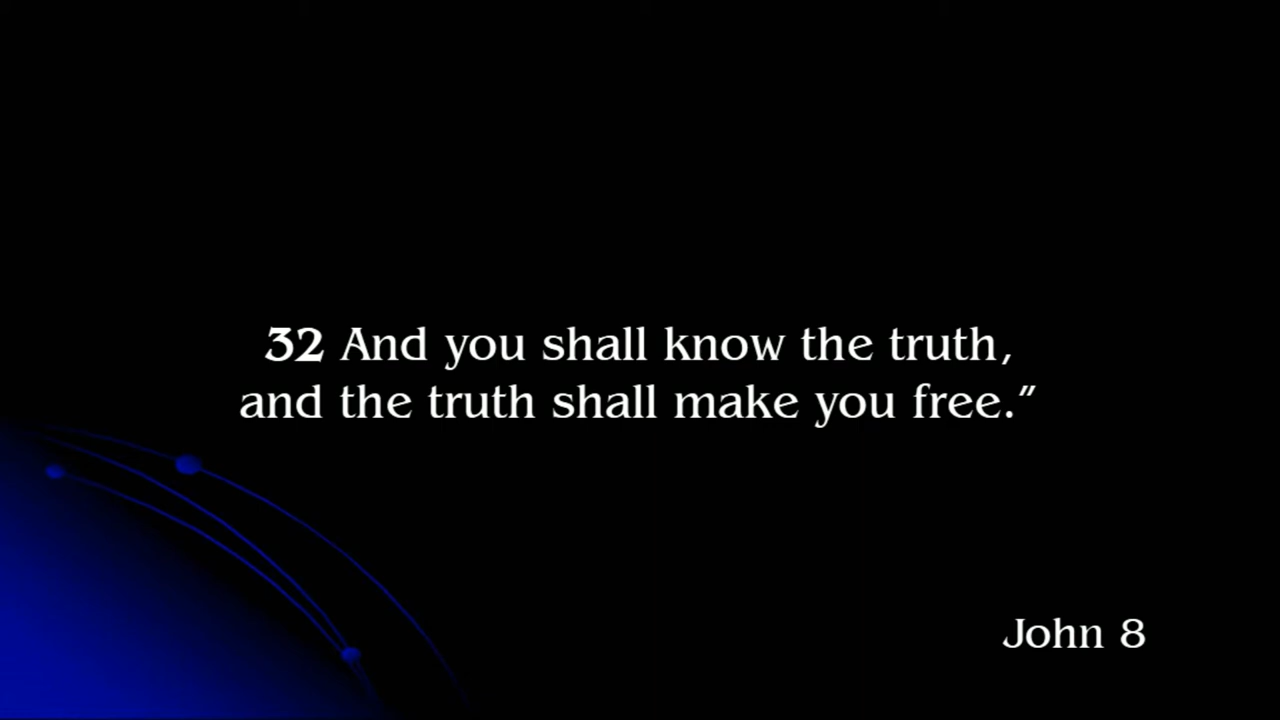 32 And you shall know the truth,
and the truth shall make you free.”
John 8